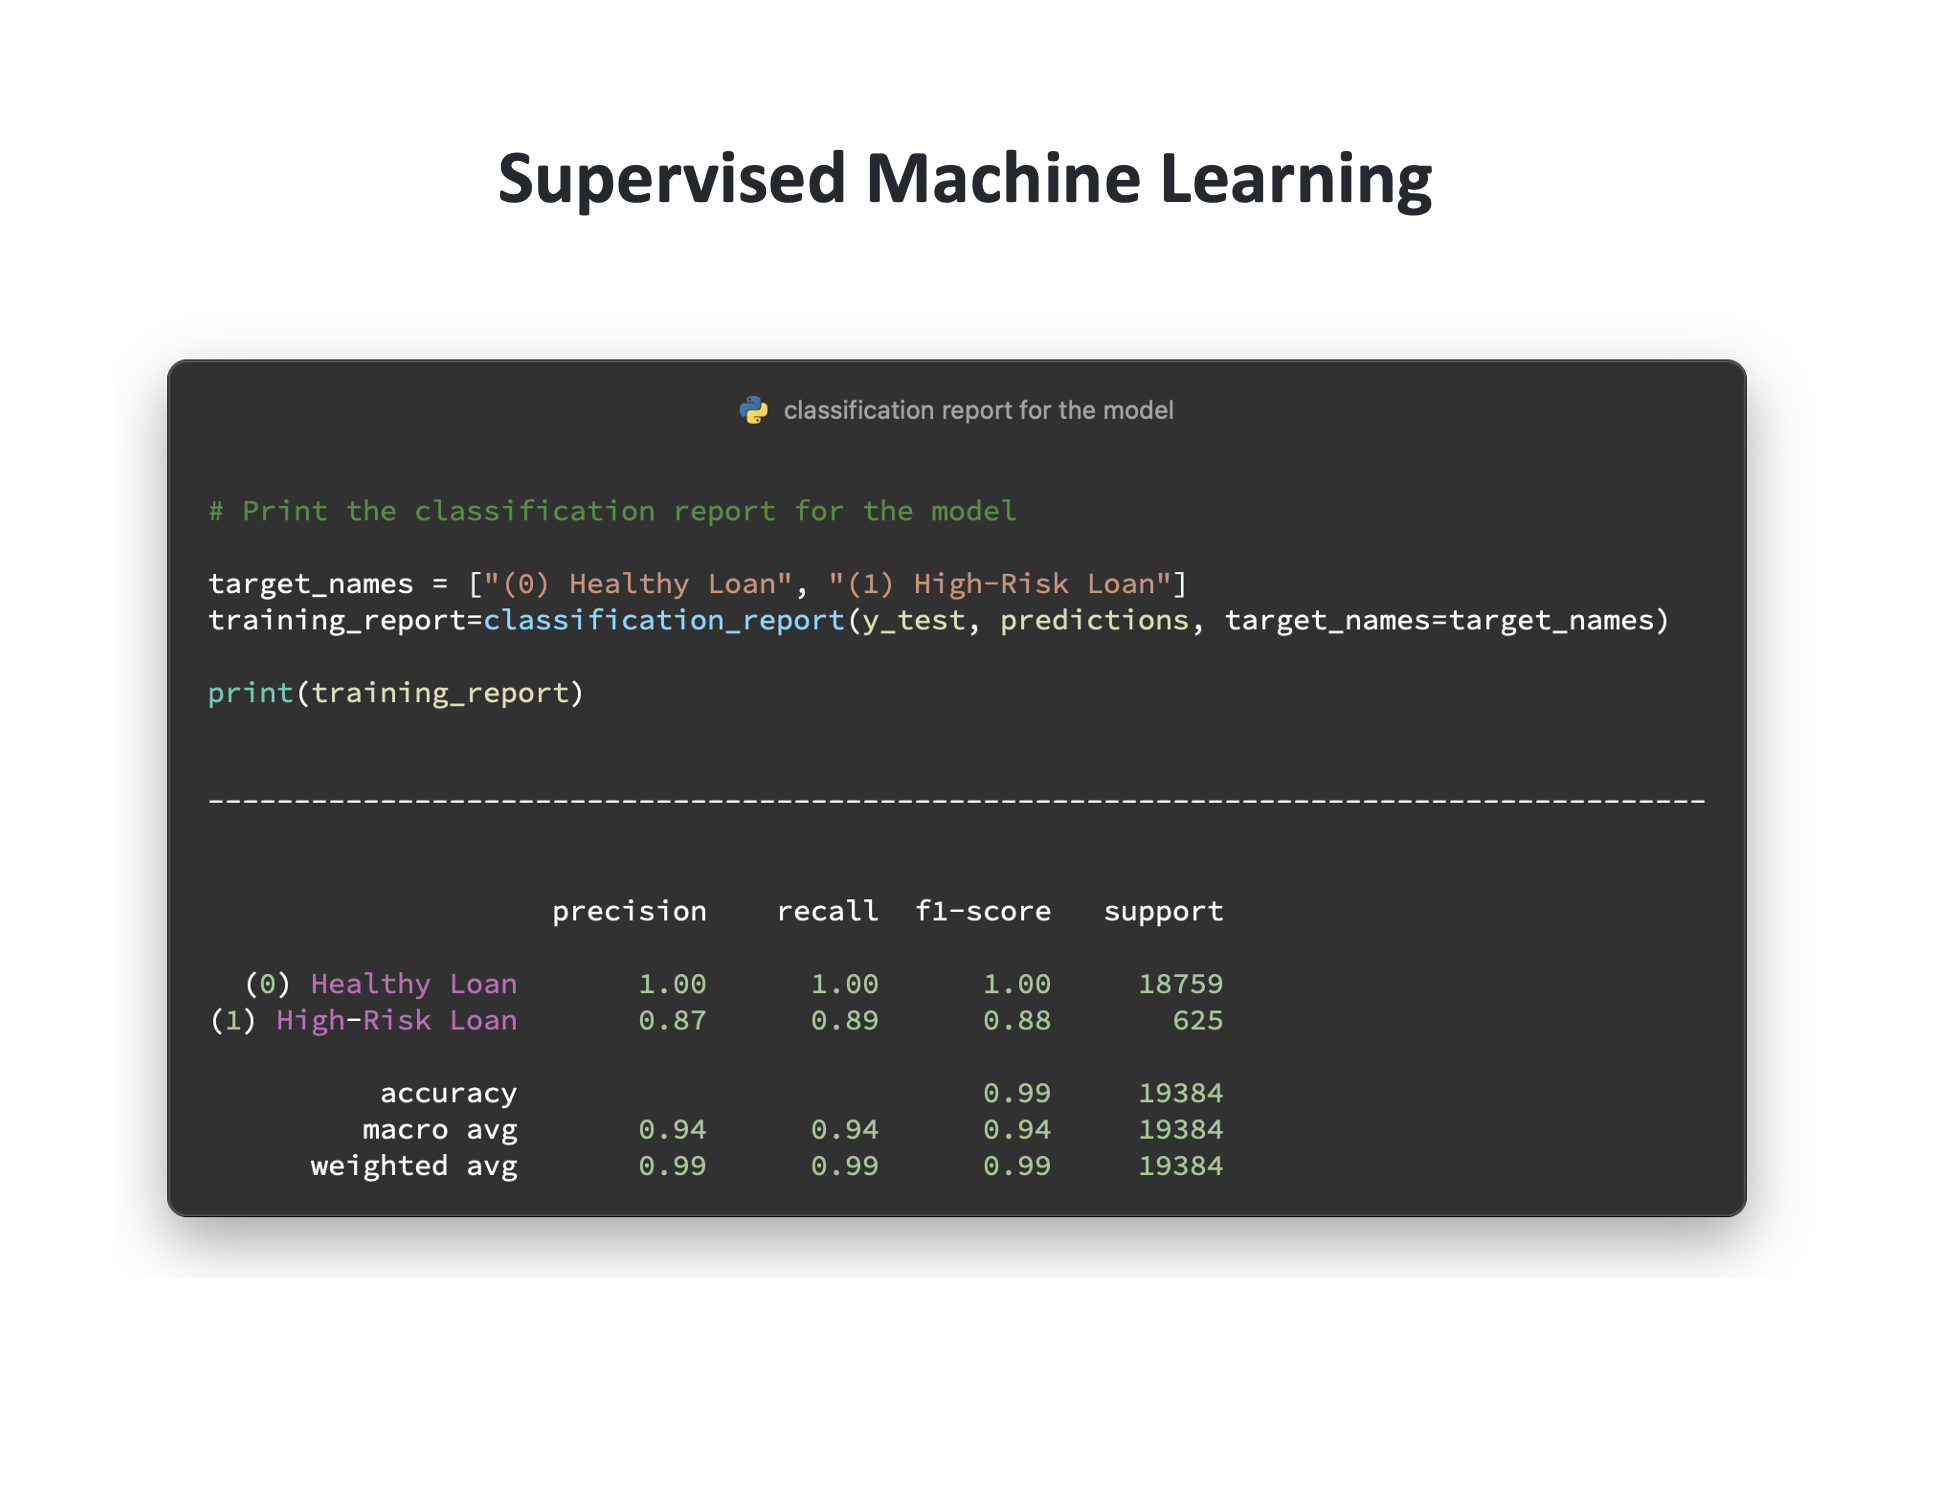 Supervised Machine Learning
classification report for the model
# Print the classification report for the model
target_names = ["(0) Healthy Loan", "(1) High-Risk Loan"]
training_report=classification_report(y_test, predictions, target_names=target_names)
print(training_report)
---------------------------------------------------------------------------------------
precision    recall  f1-score   support
(0) Healthy Loan       1.00      1.00      1.00     18759
(1) High-Risk Loan       0.87      0.89      0.88       625
accuracy                           0.99     19384
macro avg       0.94      0.94      0.94     19384
weighted avg       0.99      0.99      0.99     19384